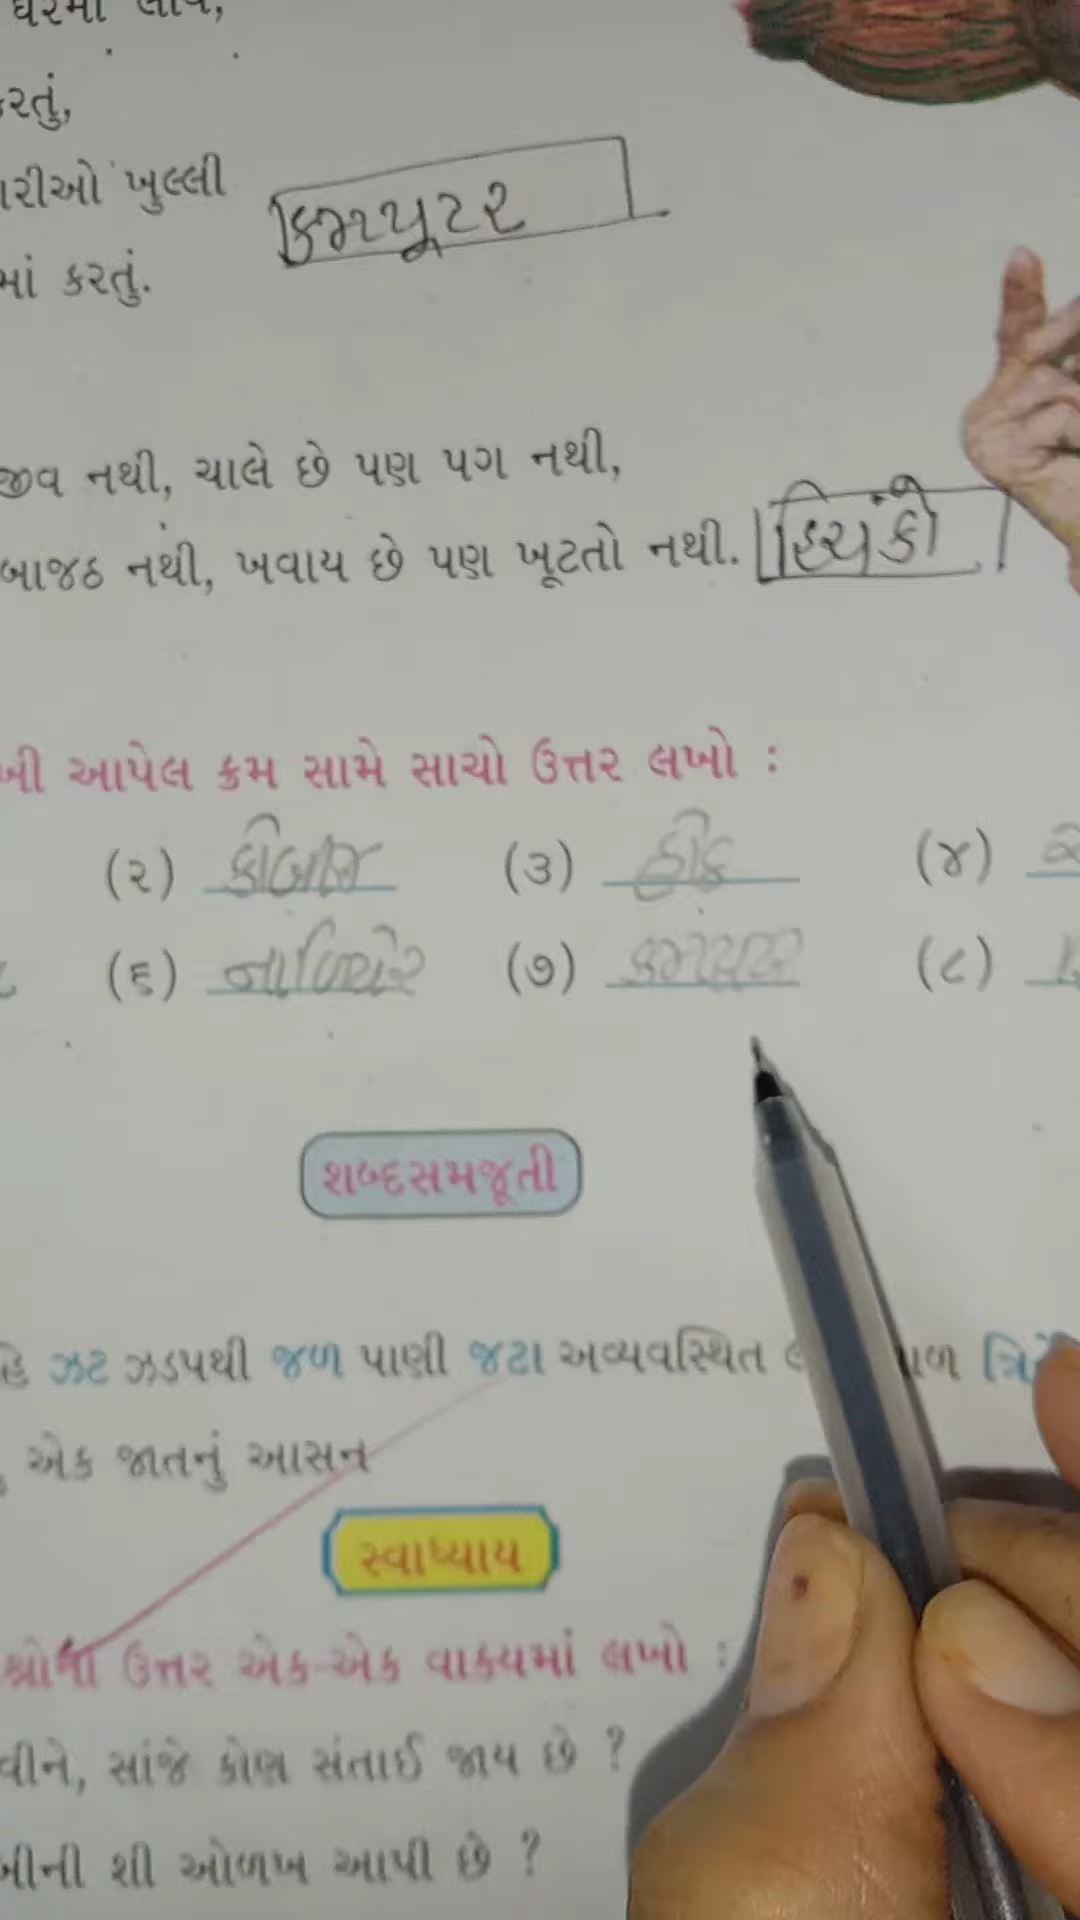 ઘરમાં લાવે,
કરતું,
ારીઓ ખુલ્લી
કમ્પ્યૂટર
માં કરતું.
જીવ નથી, ચાલે છે પણ પગ નથી,
બાજઠ નથી, ખવાય છે પણ ખૂટતો નથી. હિચંકો
ખી આપેલ ક્રમ સામે સાચો ઉત્તર લખો :
(૨) (૩) (૪)
(૬) નાળિયેર (૭) (૮)
શબ્દસમજૂતી
ઝટ ઝડપથી જળ પાણી જટા અવ્યવસ્થિત
એક જાતનું આસન
સ્વાધ્યાય
શ્નોના ઉત્તર એક-એક વાક્યમાં લખો :
વીને, સાંજે કોણ સંતાઈ જાય છે ?
ખીની શી ઓળખ આપી છે ?